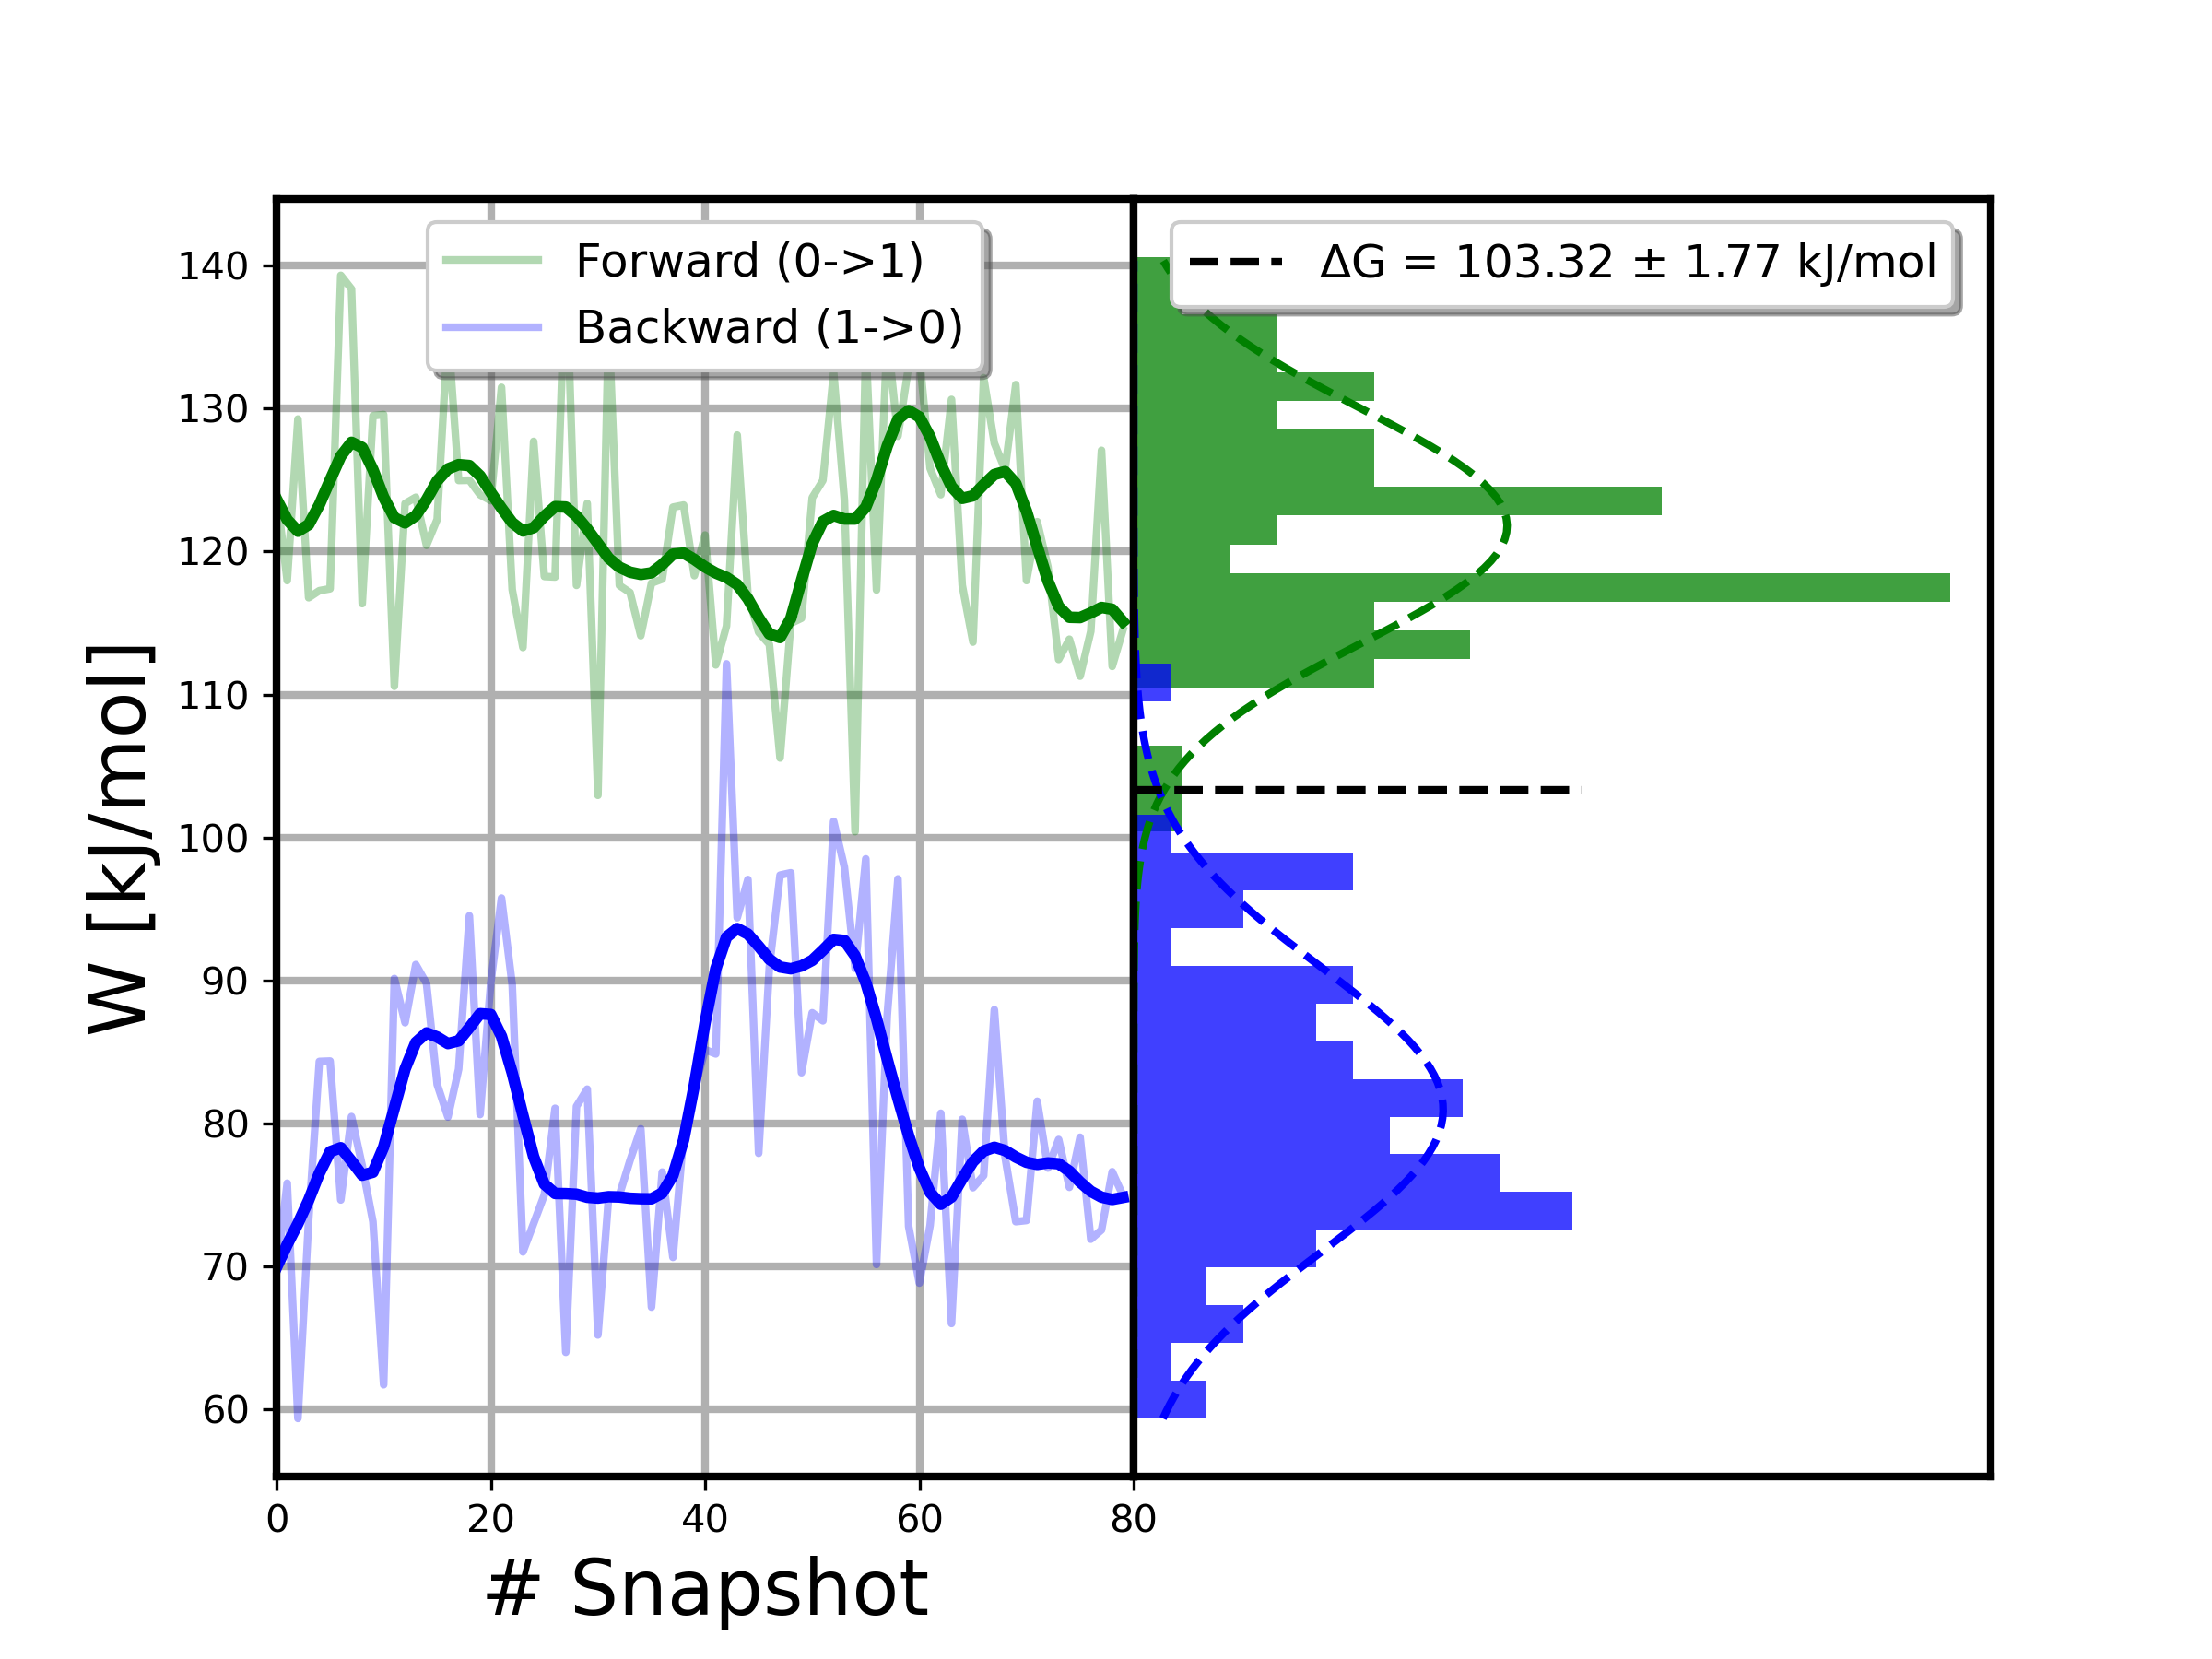 Forward (0->1)
Backward (1->0)
ΔG = 103.32 ± 1.77 kJ/mol
W [kJ/mol]
140
130
120
110
100
90
80
70
60
0 20 40 60 80
# Snapshot